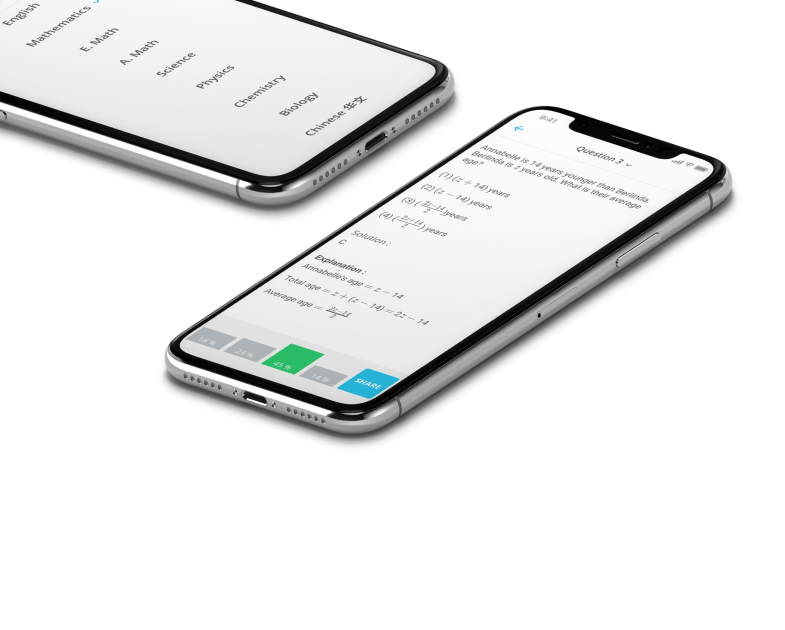 English
Mathematics
E. Math
A. Math
Science
Physics
Chemistry
Biology
Chinese 华文
9:41
Question 3
Annabelle is 14 years younger than Berlinda.
Berlinda is z years old. What is their average
age?
(1) (z + 14) years
(2) (z − 14) years
(3) (2z−14/2) years
(4) (2z+14/2) years
Solution :
C
Explanation :
Annabelle's age = z − 14
Total age = z + (z − 14) = 2z − 14
Average age = 2z−14/2
18 %
23 %
45 %
14 %
SHARE